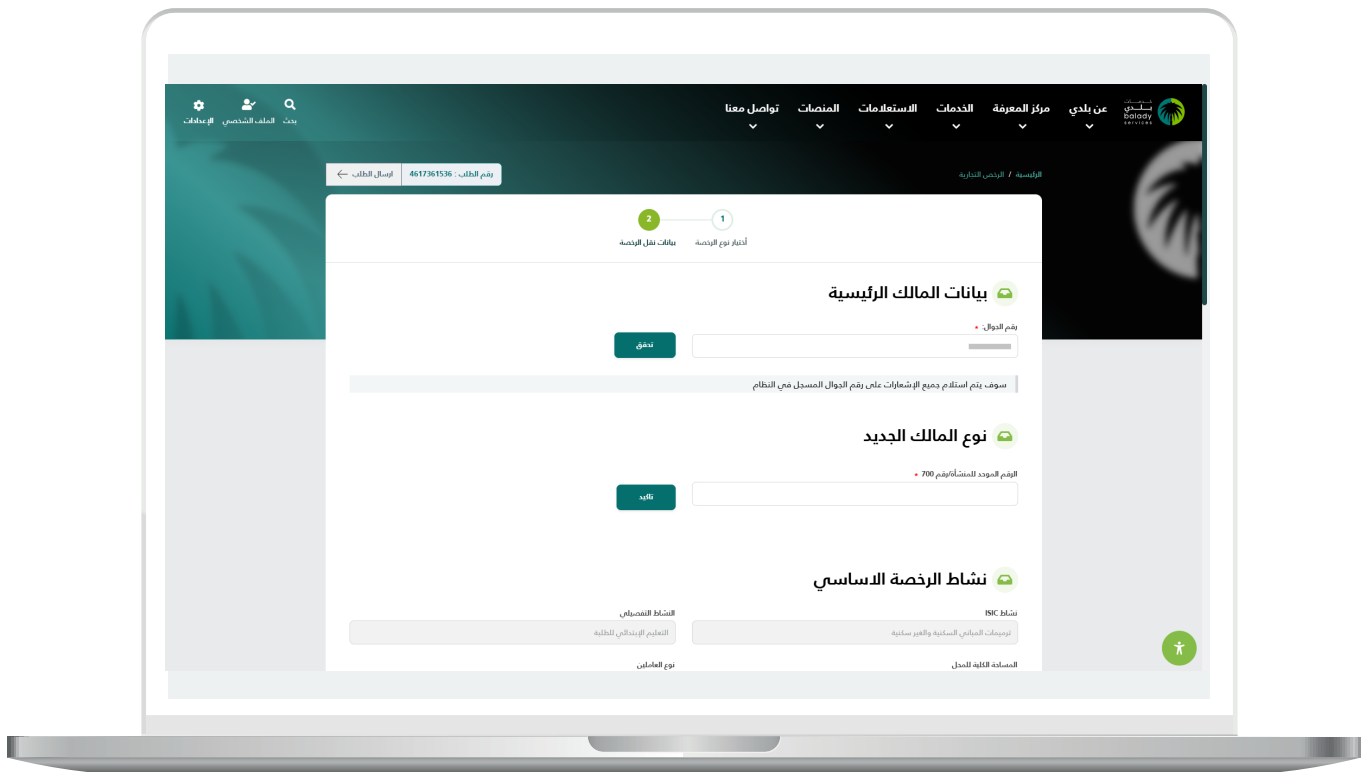 خدمات
بلدي
balady
services
عن بلدي
مركز المعرفة
الخدمات
الاستعلامات
المنصات
تواصل معنا
بحث
الملف الشخصي
الإعدادات
الرئيسية / الرخص التجارية
رقم الطلب : 4617361536
ارسال الطلب
1
2
أختيار نوع الرخصة
بيانات نقل الرخصة
بيانات المالك الرئيسية
رقم الجوال: *
تحقق
سوف يتم استلام جميع الإشعارات على رقم الجوال المسجل في النظام
نوع المالك الجديد
الرقم الموحد للمنشأة/رقم 700 *
تاكيد
نشاط الرخصة الاساسي
نشاط ISIC
النشاط التفصيلي
ترميمات المباني السكنية والغير سكنية
التعليم الإبتدائي للطلبة
المساحة الكلية للمحل
نوع العاملين